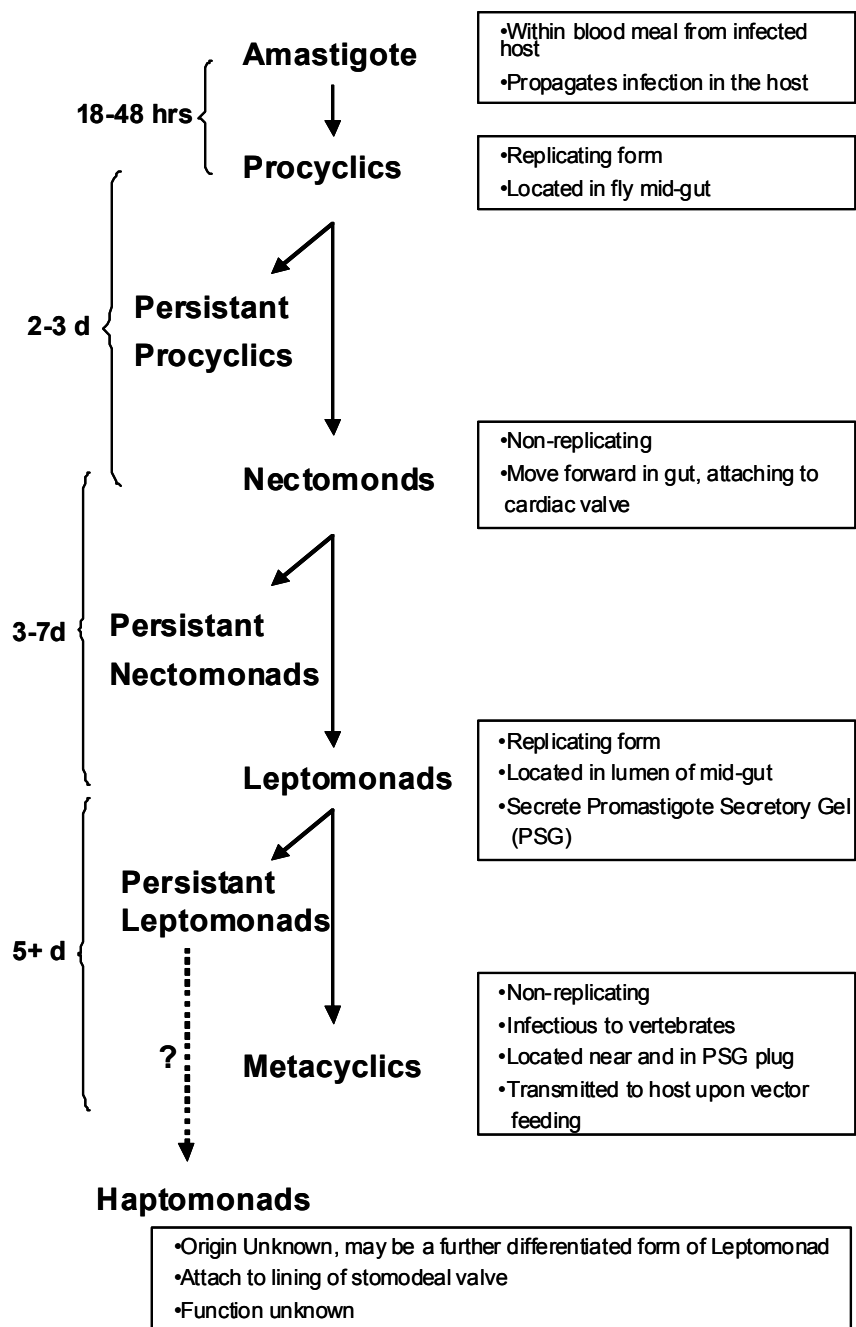 Amastigote
•Within blood meal from infected
host
•Propagates infection in the host
18-48 hrs
Procyclics
•Replicating form
•Located in fly mid-gut
Persistant
Procyclics
2-3 d
Nectomonds
•Non-replicating
•Move forward in gut, attaching to
cardiac valve
Persistant
Nectomonads
3-7d
Leptomonads
•Replicating form
•Located in lumen of mid-gut
•Secrete Promastigote Secretory Gel
(PSG)
Persistant
Leptomonads
5+ d
?
Metacyclics
•Non-replicating
•Infectious to vertebrates
•Located near and in PSG plug
•Transmitted to host upon vector
feeding
Haptomonads
•Origin Unknown, may be a further differentiated form of Leptomonad
•Attach to lining of stomodeal valve
•Function unknown